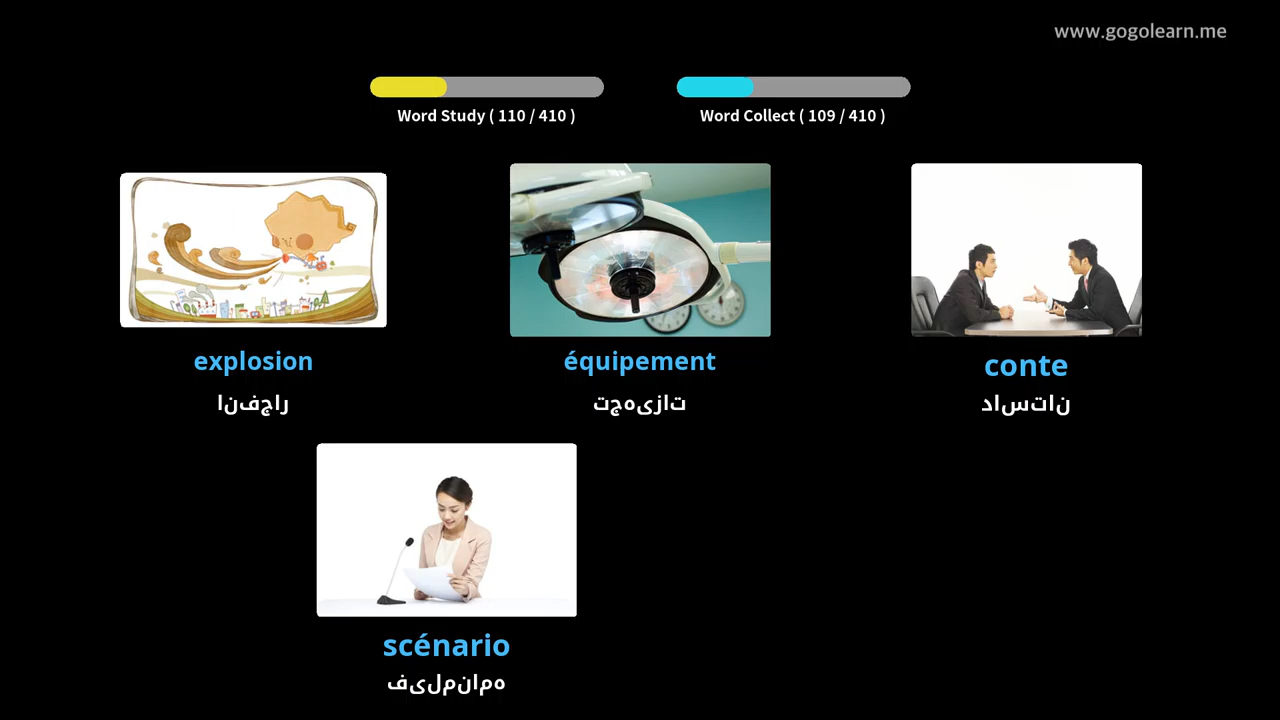 www.gogolearn.me
Word Study ( 110 / 410 )
Word Collect ( 109 / 410 )
explosion
équipement
conte
راجفنا
تازیهجت
ناتساد
scénario
همانملیف